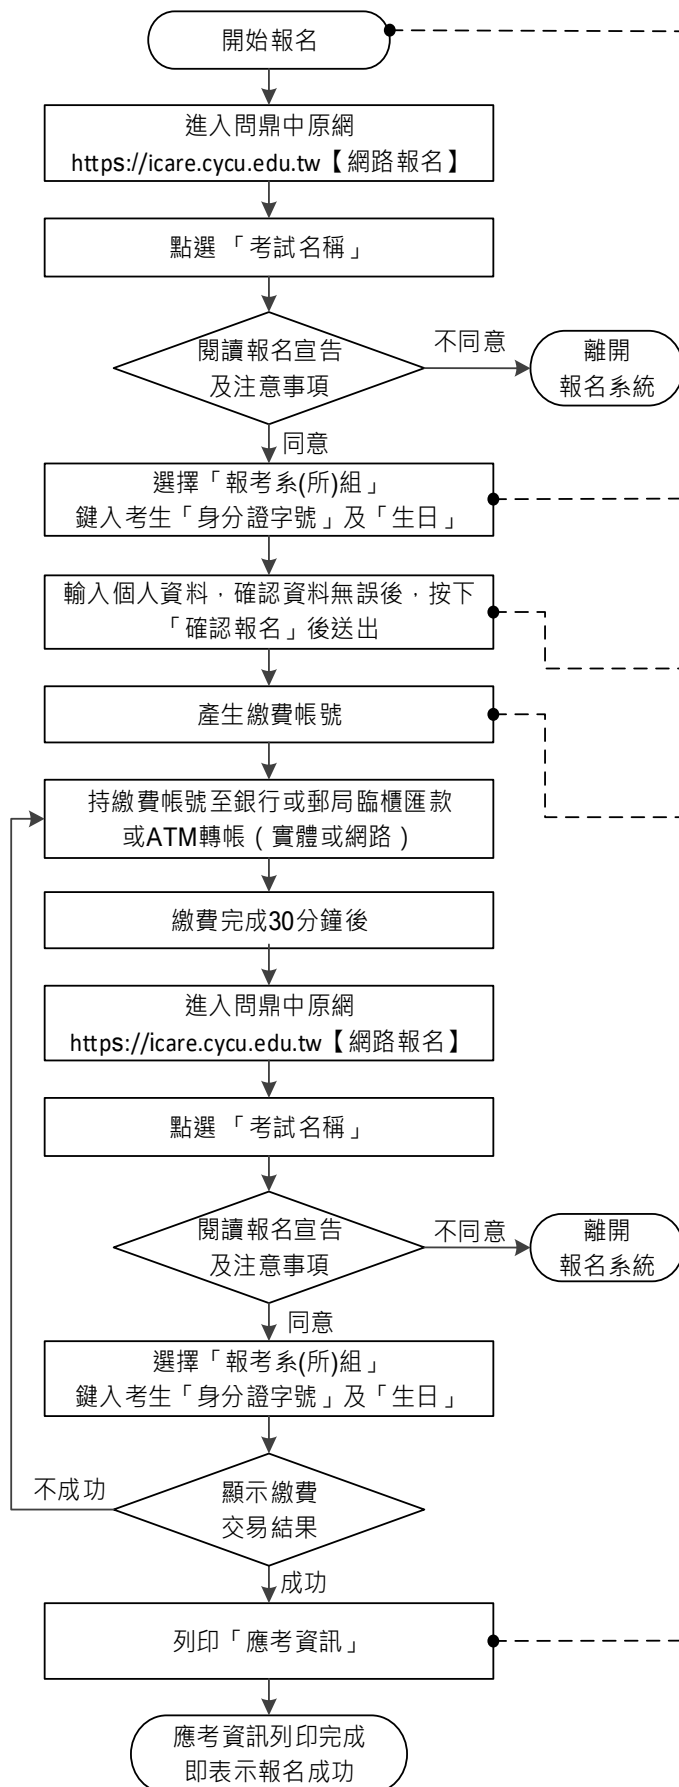 開始報名
進入問鼎中原網
https://icare.cycu.edu.tw【網路報名】
點選「考試名稱」
閱讀報名宣告
及注意事項
不同意
離開
報名系統
同意
選擇「報考系(所)組」
鍵入考生「身分證字號」及「生日」
輸入個人資料，確認資料無誤後，按下
「確認報名」後送出
產生繳費帳號
持繳費帳號至銀行或郵局臨櫃匯款
或ATM轉帳（實體或網路）
繳費完成30分鐘後
進入問鼎中原網
https://icare.cycu.edu.tw【網路報名】
點選「考試名稱」
閱讀報名宣告
及注意事項
不同意
離開
報名系統
同意
選擇「報考系(所)組」
鍵入考生「身分證字號」及「生日」
不成功
顯示繳費
交易結果
成功
列印「應考資訊」
應考資訊列印完成
即表示報名成功